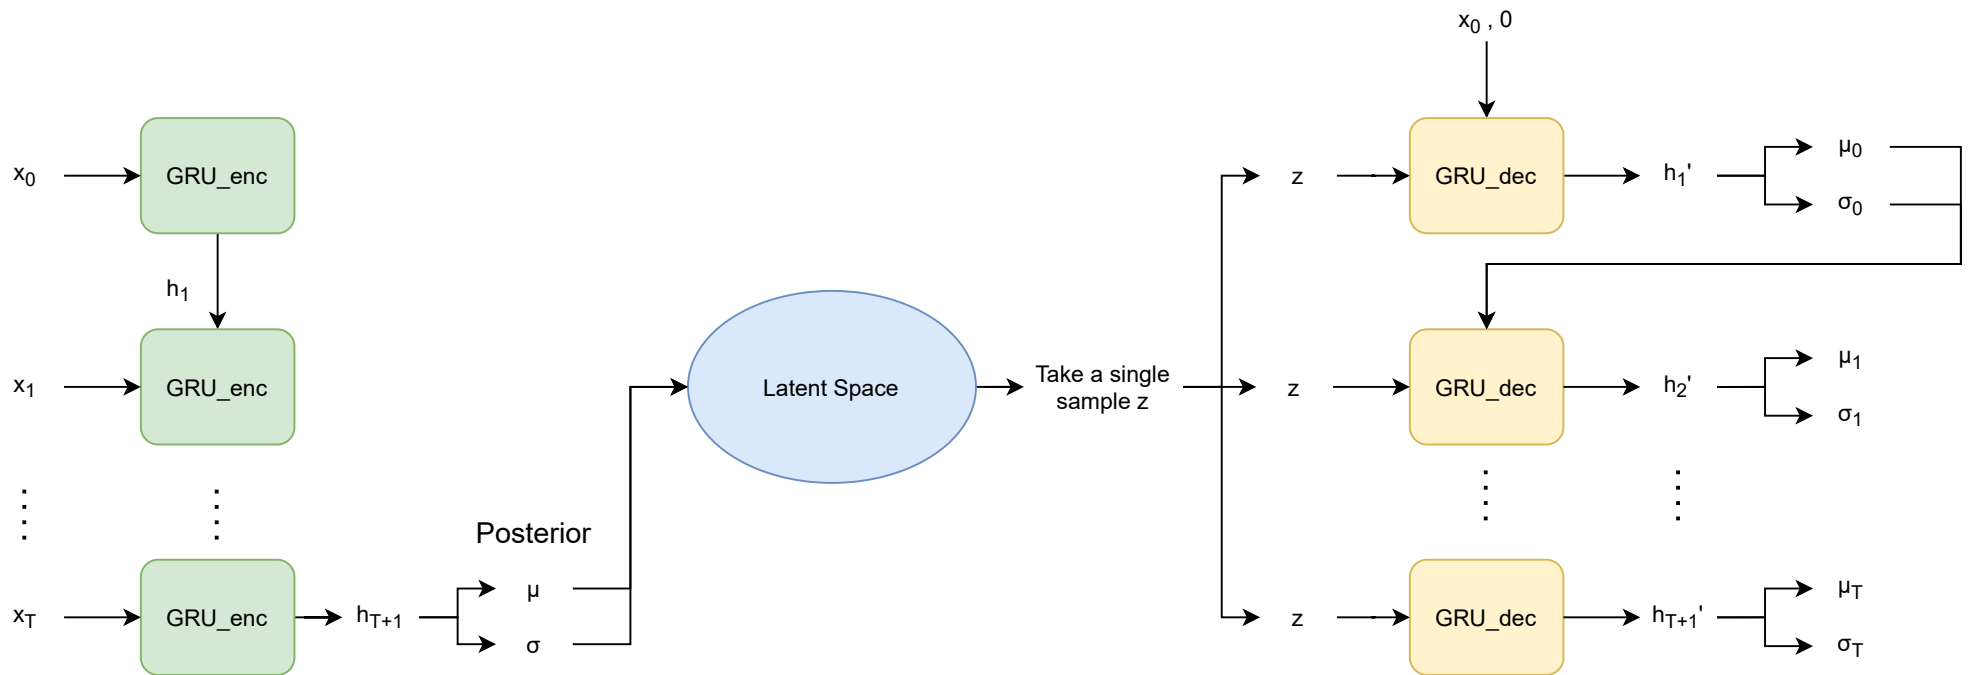 x0 , 0
x0
GRU_enc
z
GRU_dec
h1'
μ0
σ0
h1
x1
GRU_enc
Latent Space
Take a single
sample z
z
GRU_dec
h2'
μ1
σ1
Posterior
xT
GRU_enc
hT+1
μ
σ
z
GRU_dec
hT+1'
μT
σT